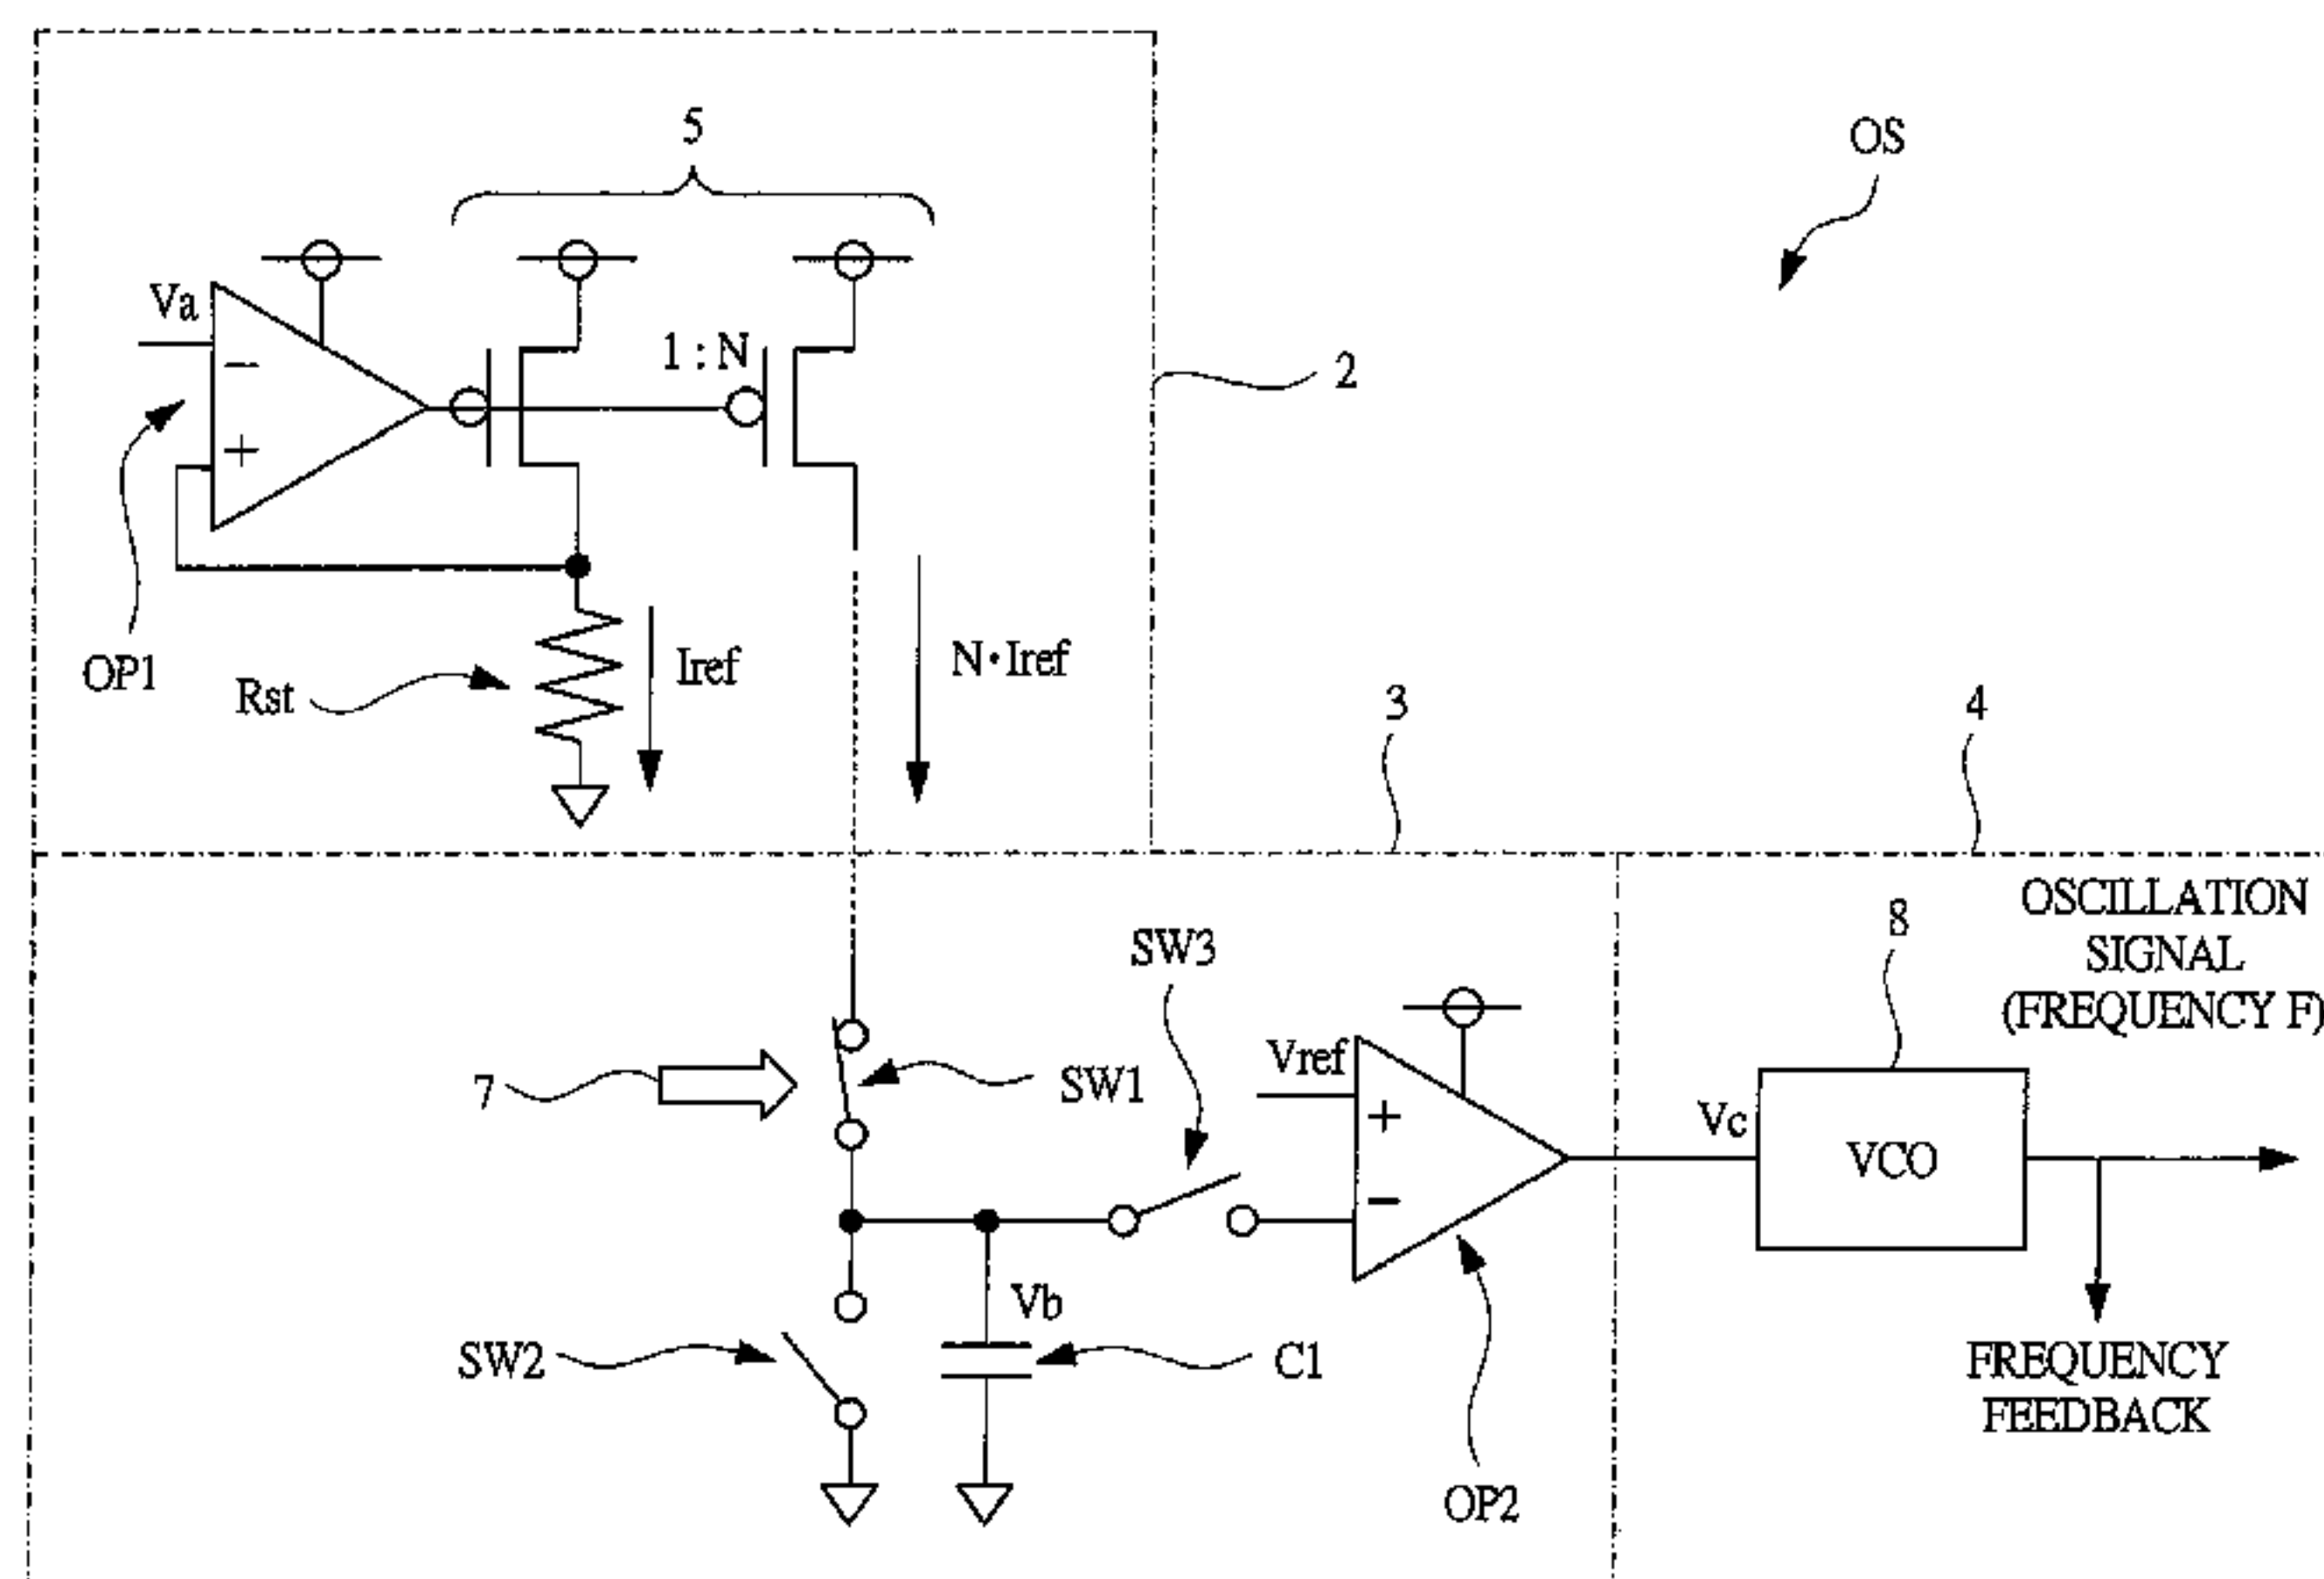 5
OS
Va
1 : N
2
−
+
OP1
Rst
Iref
N•Iref
3
4
OSCILLATION
SIGNAL
(FREQUENCY F)
8
SW3
Vref
7
SW1
+
−
Vc
VCO
Vb
SW2
C1
FREQUENCY
FEEDBACK
OP2